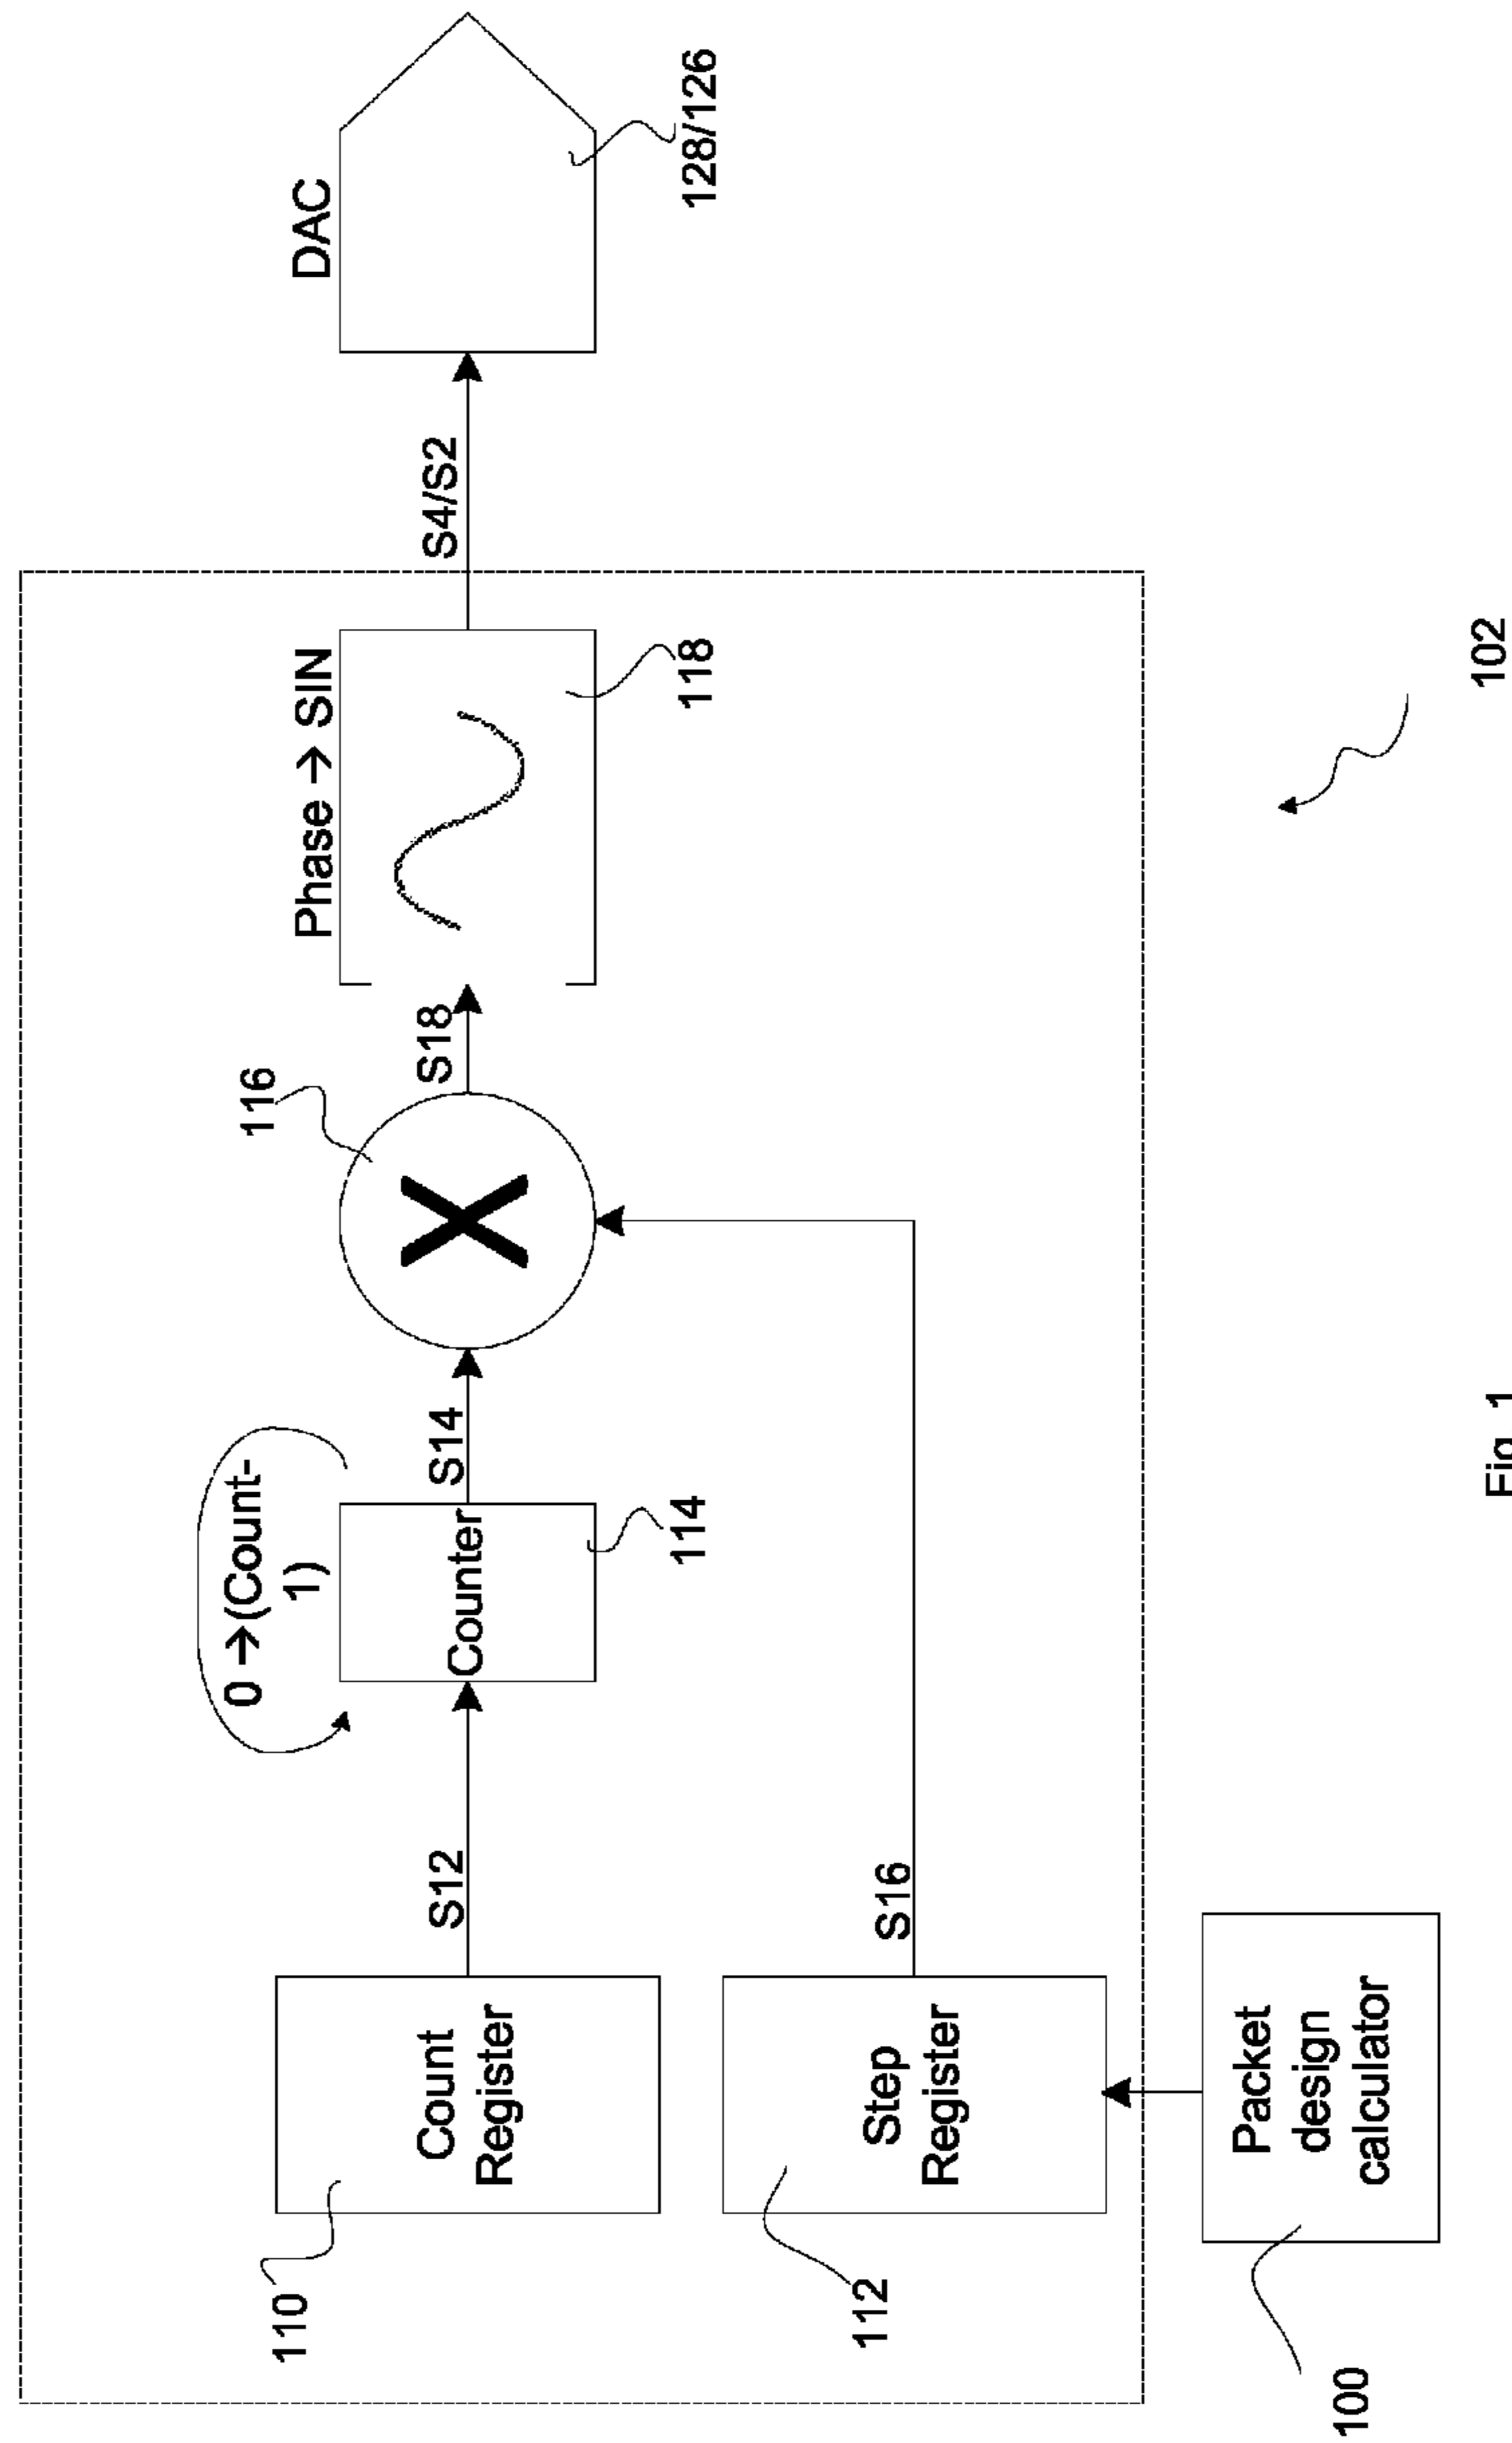 0 →(Count-
1)
116
Phase → SIN
DAC
S12
S14
S18
S4/S2
110
Count
Register
Counter
114
118
128/126
S16
112
Step
Register
100
Packet
design
calculator
102
Fig. 1